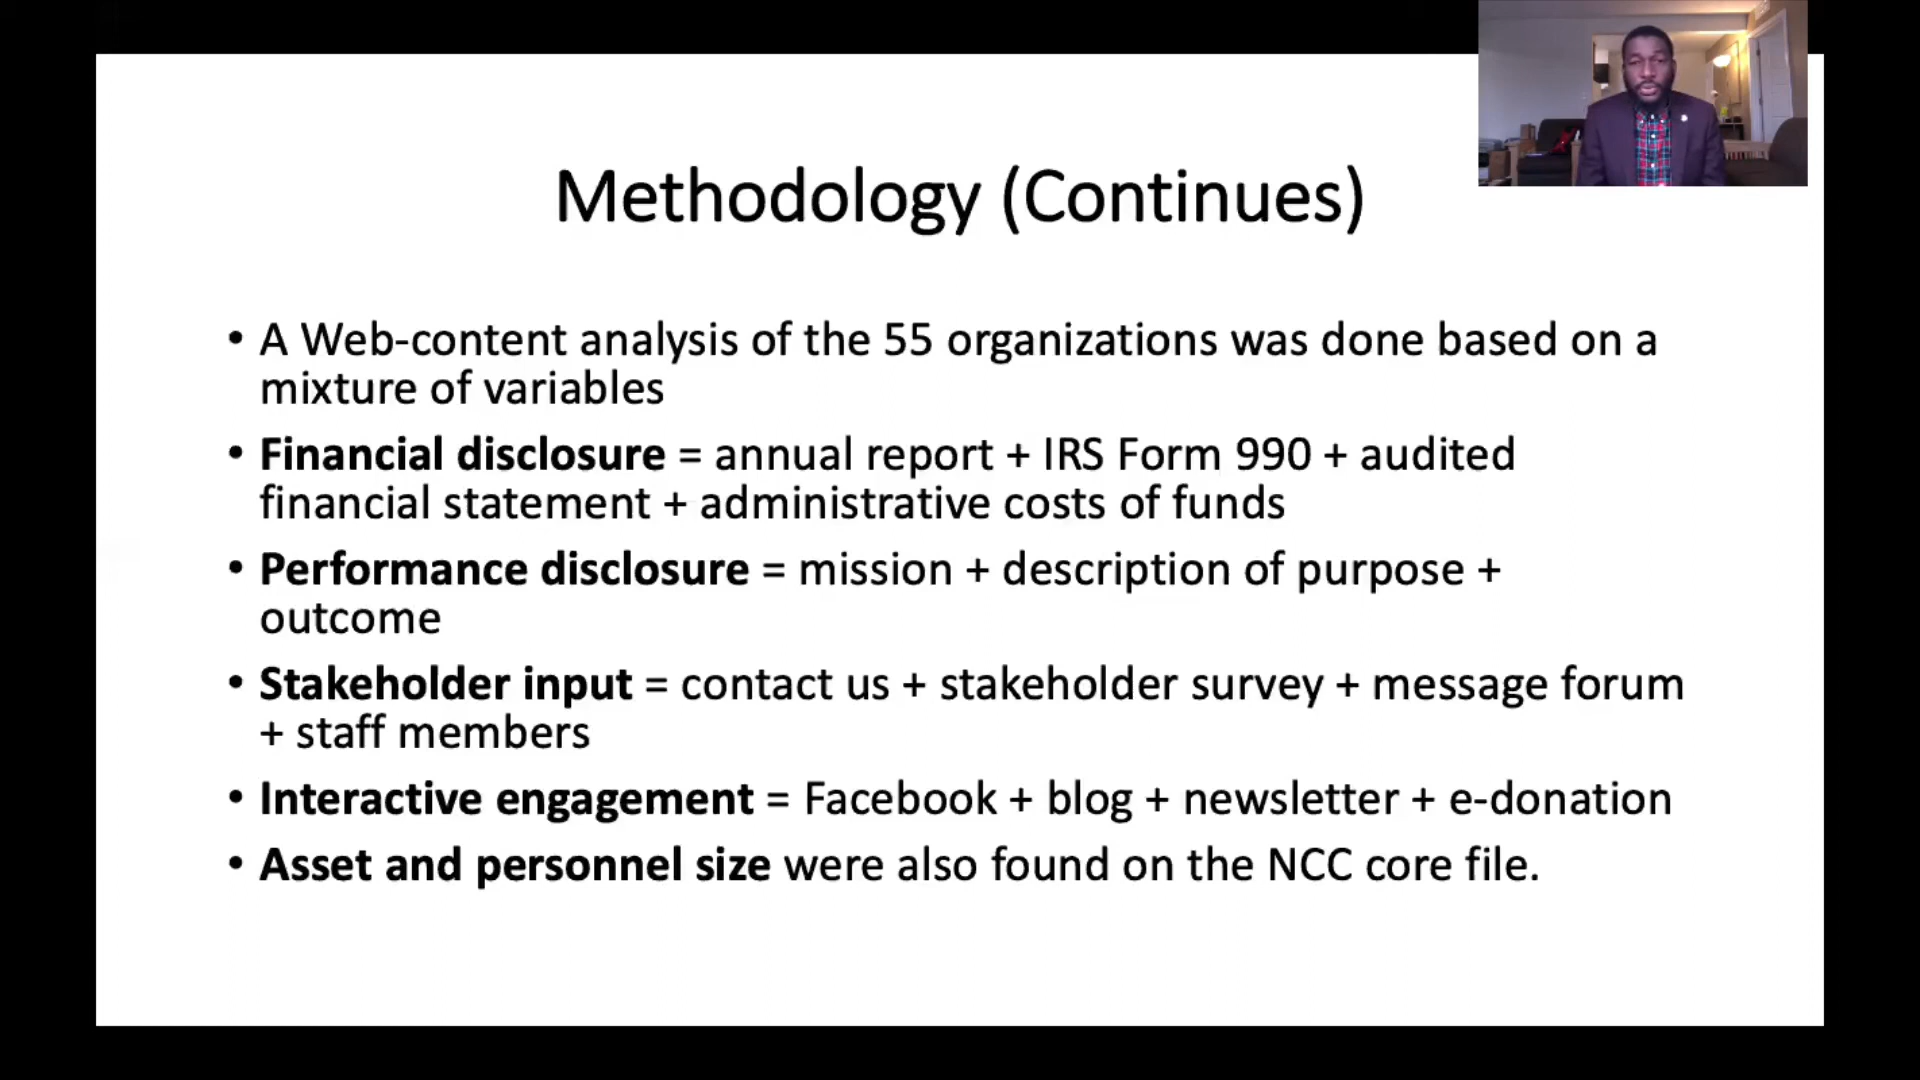 Methodology (Continues)
• A Web-content analysis of the 55 organizations was done based on a
mixture of variables
• Financial disclosure = annual report + IRS Form 990 + audited
financial statement + administrative costs of funds
• Performance disclosure = mission + description of purpose +
outcome
• Stakeholder input = contact us + stakeholder survey + message forum
+ staff members
• Interactive engagement = Facebook + blog + newsletter + e-donation
• Asset and personnel size were also found on the NCC core file.